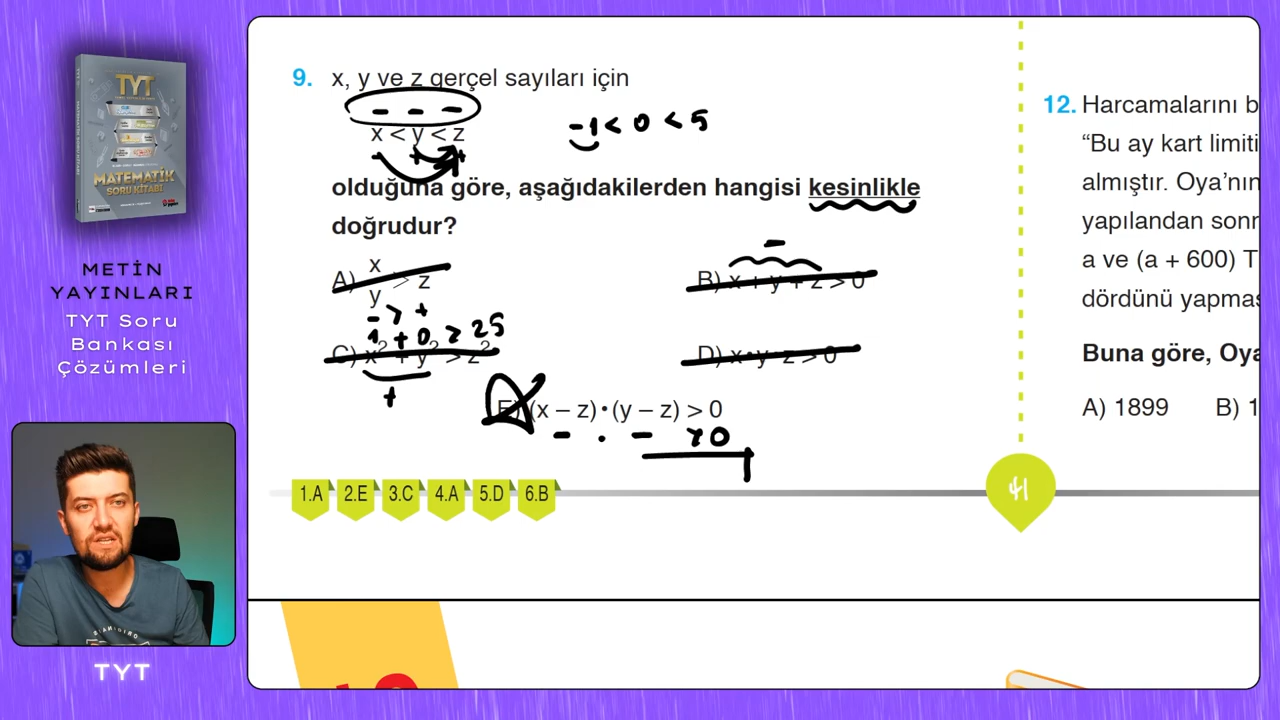 TYT
MATEMATİK
SORU KİTABI
METİN
YAYINLARI
TYT Soru
Bankası
Çözümleri
TYT
9. x, y ve z gerçel sayıları için
- - -
x < y < z
-1 < 0 < 5
olduğuna göre, aşağıdakilerden hangisi kesinlikle
doğrudur?
A) x/y > z
- > +
B) x + y + z > 0
-
1 + 0 > 25
C) x² + y² > z²
+
D) x·y·z > 0
E) (x – z)·(y – z) > 0
- . - > 0
1.A 2.E 3.C 4.A 5.D 6.B
41
12. Harcamalarını b
“Bu ay kart limiti
almıştır. Oya’nın
yapılandan sonr
a ve (a + 600) T
dördünü yapmas
Buna göre, Oya
A) 1899 B) 1